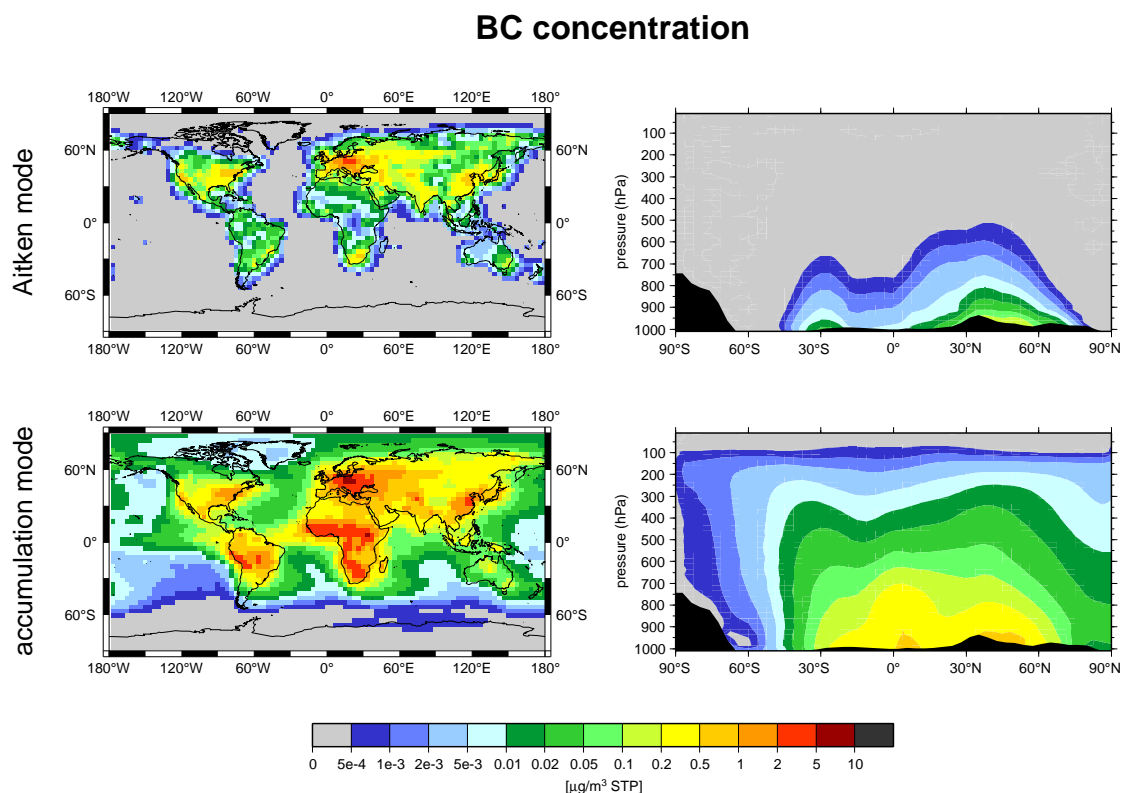 BC concentration
Aitken mode
180°W 120°W 60°W 0° 60°E 120°E 180°
60°N
0°
60°S
180°W 120°W 60°W 0° 60°E 120°E 180°
pressure (hPa)
100
200
300
400
500
600
700
800
900
1000
90°S 60°S 30°S 0° 30°N 60°N 90°N
accumulation mode
180°W 120°W 60°W 0° 60°E 120°E 180°
60°N
0°
60°S
180°W 120°W 60°W 0° 60°E 120°E 180°
pressure (hPa)
100
200
300
400
500
600
700
800
900
1000
90°S 60°S 30°S 0° 30°N 60°N 90°N
0 5e-4 1e-3 2e-3 5e-3 0.01 0.02 0.05 0.1 0.2 0.5 1 2 5 10
[µg/m³ STP]